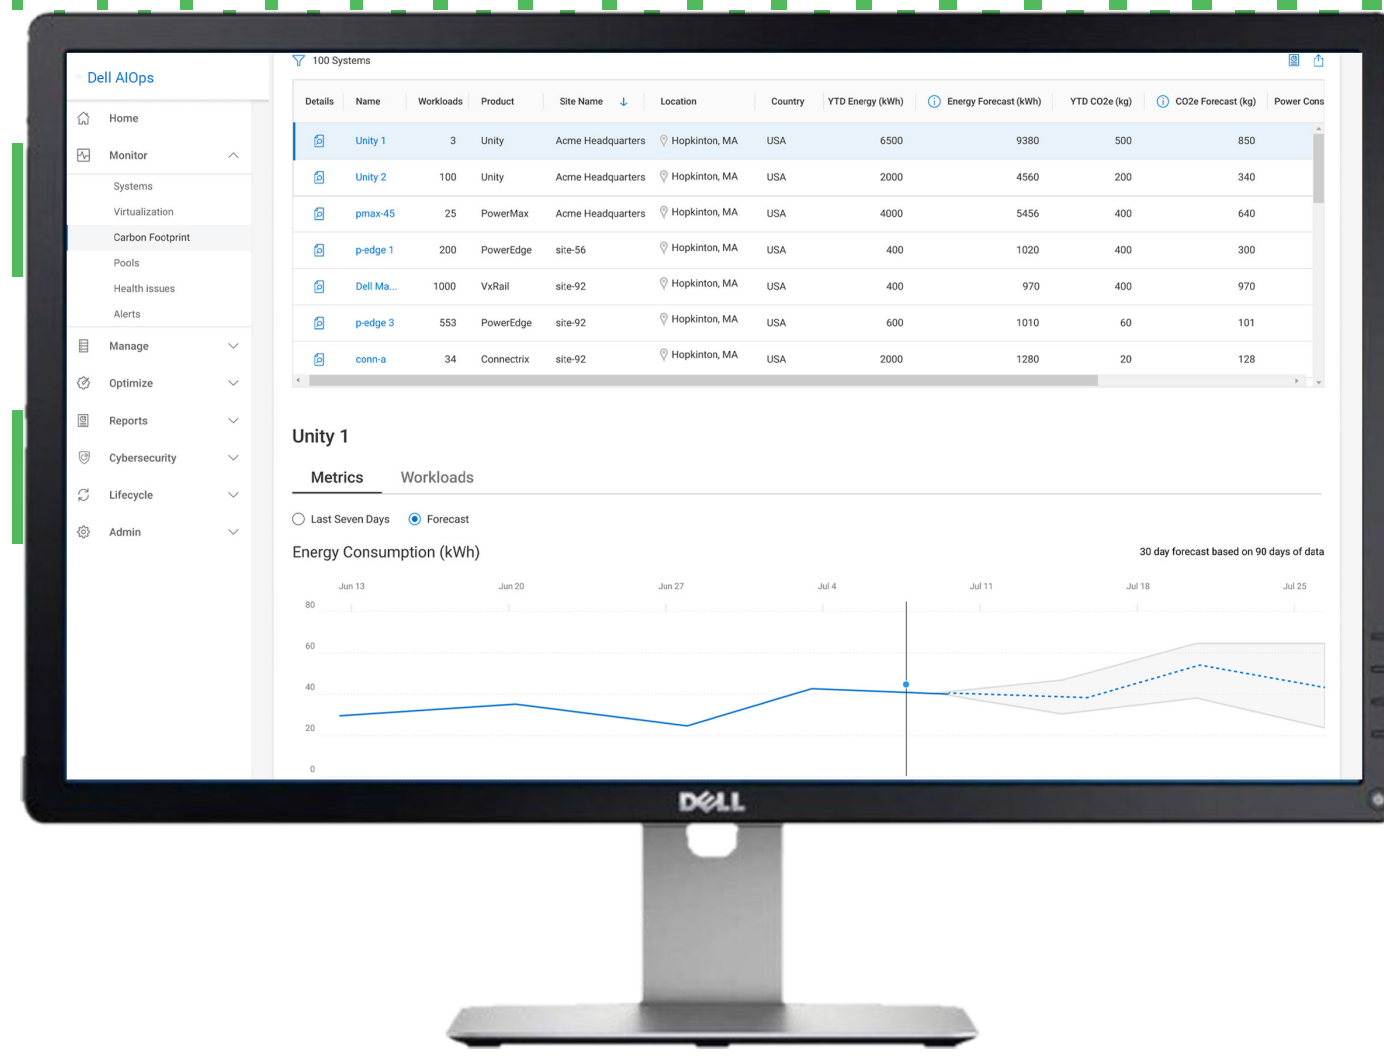 Dell AIOps
Home
Monitor
Systems
Virtualization
Carbon Footprint
Pools
Health issues
Alerts
Manage
Optimize
Reports
Cybersecurity
Lifecycle
Admin
100 Systems
Details Name Workloads Product Site Name Location Country YTD Energy (kWh) Energy Forecast (kWh) YTD CO2e (kg) CO2e Forecast (kg) Power Cons
Unity 1 3 Unity Acme Headquarters Hopkinton, MA USA 6500 9380 500 850
Unity 2 100 Unity Acme Headquarters Hopkinton, MA USA 2000 4560 200 340
pmax-45 25 PowerMax Acme Headquarters Hopkinton, MA USA 4000 5456 400 640
p-edge 1 200 PowerEdge site-56 Hopkinton, MA USA 400 1020 400 300
Dell Ma... 1000 VxRail site-92 Hopkinton, MA USA 400 970 400 970
p-edge 3 553 PowerEdge site-92 Hopkinton, MA USA 600 1010 60 101
conn-a 34 Connectrix site-92 Hopkinton, MA USA 2000 1280 20 128
Unity 1
Metrics Workloads
Last Seven Days Forecast
Energy Consumption (kWh) 30 day forecast based on 90 days of data
Jun 13 Jun 20 Jun 27 Jul 4 Jul 11 Jul 18 Jul 25
80
60
40
20
0
DELL